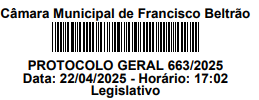 Câmara Municipal de Francisco Beltrão
PROTOCOLO GERAL 663/2025
Data: 22/04/2025 - Horário: 17:02
Legislativo